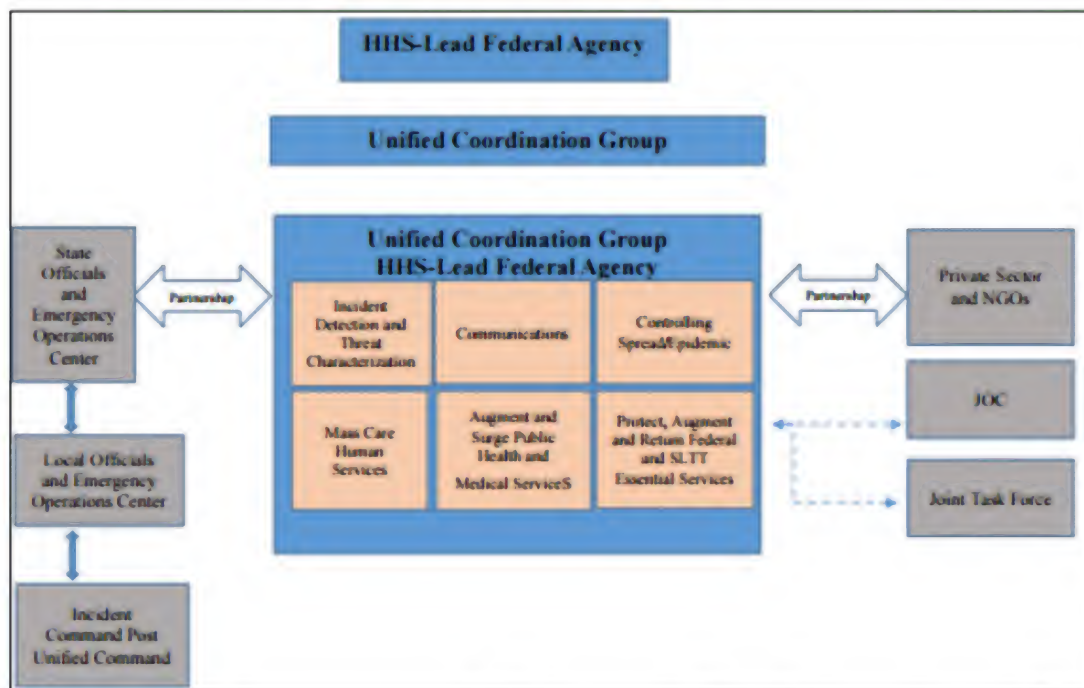 HHS-Lead Federal Agency
Unified Coordination Group
Unified Coordination Group
HHS-Lead Federal Agency
State
Officials
and
Emergency
Operations
Center
Partnership
Incident
Detection and
Threat
Characterization
Communications
Controlling
Spread/Epidemic
Partnership
Private Sector
and NGOs
Mass Care
Human
Services
Augment and
Surge Public
Health and
Medical ServiceS
Protect, Augment
and Return Federal
and SLTT
Essential Services
JOC
Local Officials
and Emergency
Operations Center
Joint Task Force
Incident
Command Post
Unified Command